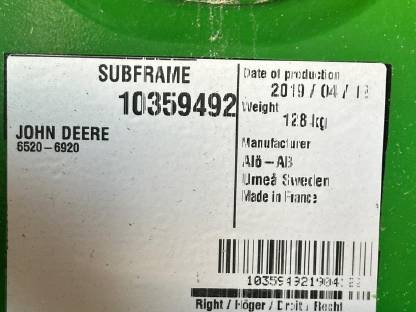 SUBFRAME
10359492
JOHN DEERE
6520-6920
Date of production
2019 / 04 /
Weight
128 kg
Manufacturer
Alö-AB
Umeå Sweden
Made in France
Right / Höger / Droit / Recht